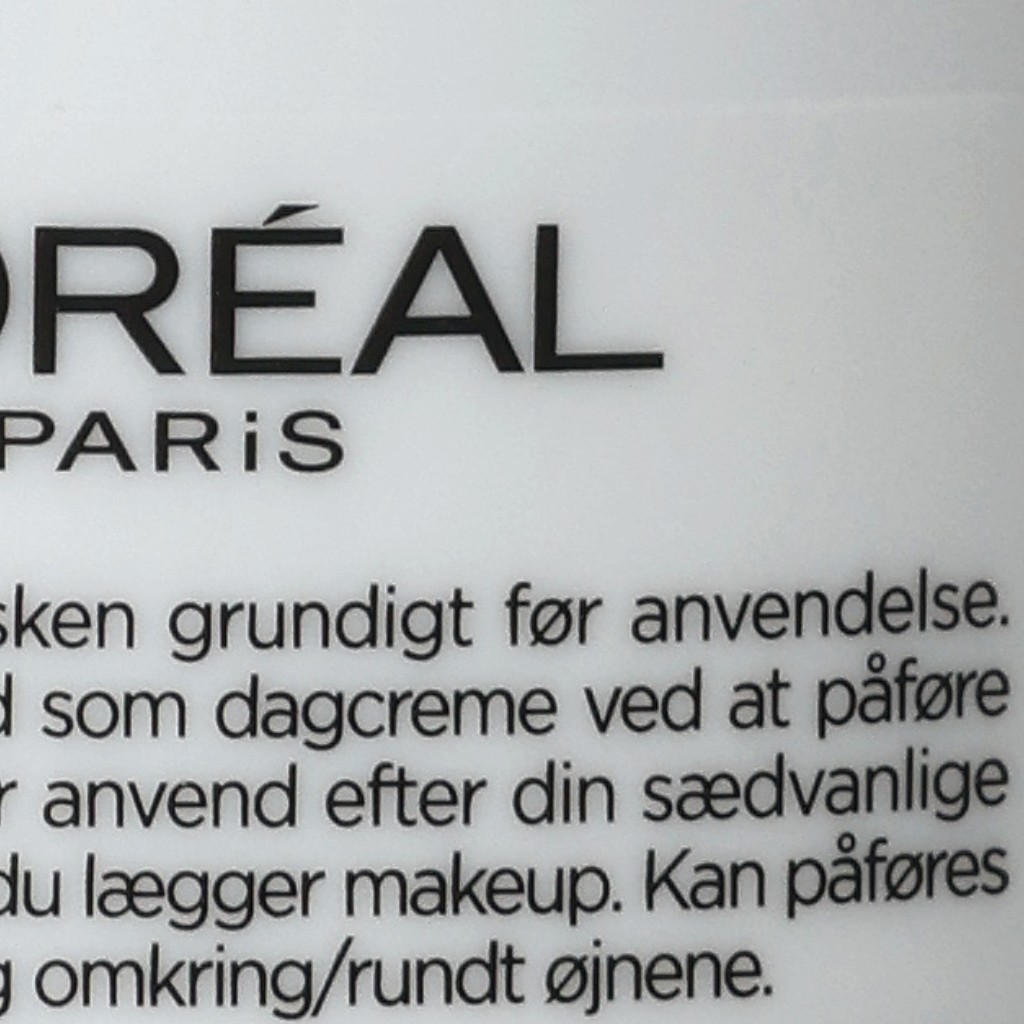 ORÉAL
PARiS
sken grundigt før anvendelse.
d som dagcreme ved at påføre
r anvend efter din sædvanlige
du lægger makeup. Kan påføres
g omkring/rundt øjnene.